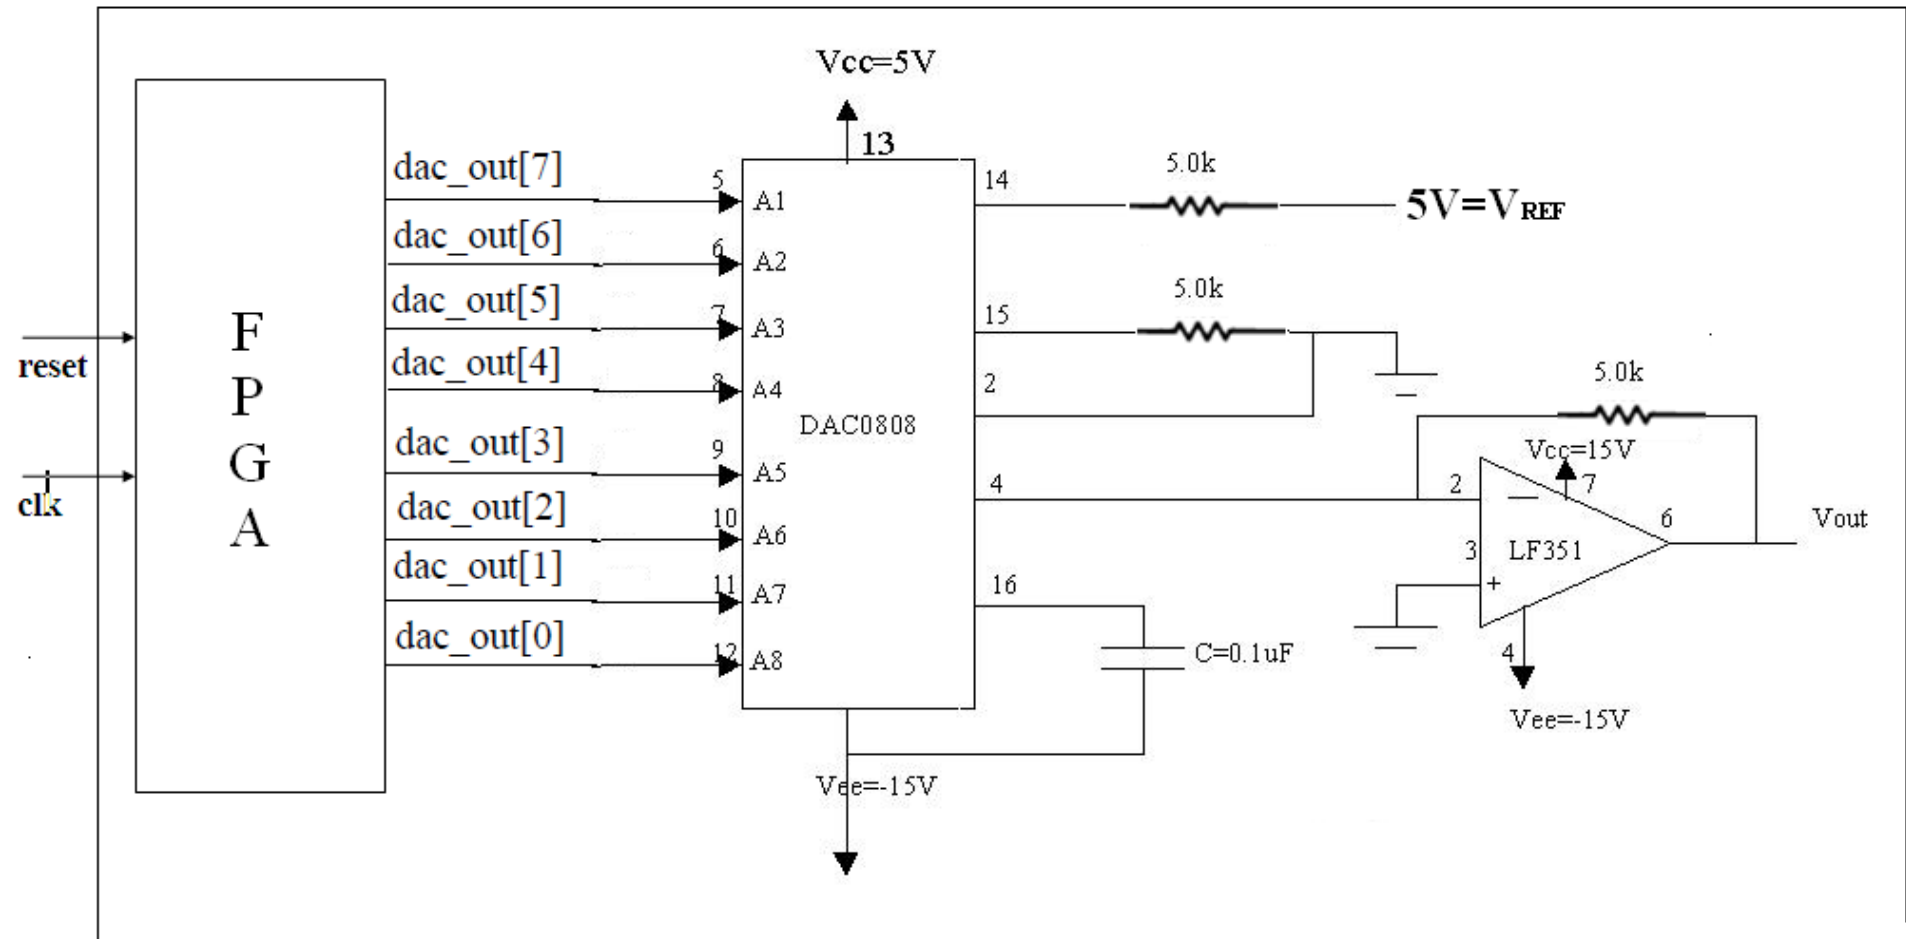 Vcc=5V
13
F
P
G
A
reset
clk
dac_out[7]
dac_out[6]
dac_out[5]
dac_out[4]
dac_out[3]
dac_out[2]
dac_out[1]
dac_out[0]
5
6
7
8
9
10
11
12
A1
A2
A3
A4
A5
A6
A7
A8
DAC0808
14
5.0k
5V=VREF
15
5.0k
2
4
16
C=0.1uF
Vee=-15V
5.0k
Vcc=15V
7
2
3
LF351
+
6
Vout
4
Vee=-15V